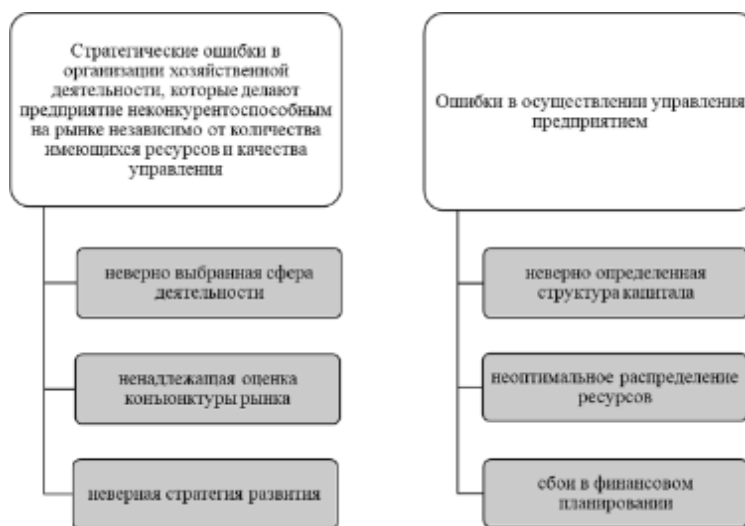 Стратегические ошибки в
организации хозяйственной
деятельности, которые делают
предприятие неконкурентоспособным
на рынке независимо от количества
имеющихся ресурсов и качества
управления
неверно выбранная сфера
деятельности
ненадлежащая оценка
конъюнктуры рынка
неверная стратегия развития
Ошибки в осуществлении управления
предприятием
неверно определенная
структура капитала
неоптимальное распределение
ресурсов
сбои в финансовом
планировании